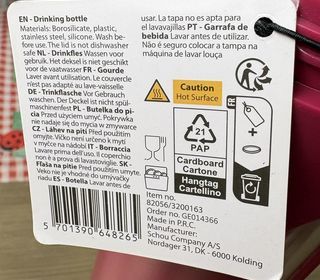 EN - Drinking bottle
Materials: Borosilicate, plastic,
stainless steel, silicone. Wash be-
fore use. The lid is not dishwasher
safe NL - Drinkfles Wassen voor
gebruik. Het deksel is niet geschikt
vaatwasser FR - Gourde
Laver avant d'utiliser. Le couvercle
n'est pas adapté au lave-vaisselle
DE - Trinkflasche Vor Gebrauch
waschen. Der Deckel ist nicht spül-
maschinenfest PL - Butelka do pi-
cia Przed użyciem umyć. Pokrywka
nie nadaje się do mycia w zmywarce
CZ - Láhev na pití Před použitím
umyjte. Víčko není vhodné k mytí
v myčce na nádobí IT - Borraccia
Lavare prima dell'uso. Il coperchio
non è a prova di lavastoviglie. SK -
Fľaša na pitie Pred použitím umyte.
Veko nie je vhodné do umývačky
riadu ES - Botella Lavar antes de
usar. La tapa no es apta para
el lavavajillas PT - Garrafa de
bebida Lavar antes de utilizar.
Não é seguro colocar a tampa na
máquina de lavar louça
Caution
Hot Surface
21
PAP
Cardboard
Cartone
Hangtag
Cartellino
FR
Item no.
82056/3200163
Order no. GE014366
Made in P.R.C.
Schou Company A/S
Nordager 31, DK - 6000 Kolding
5 701390 648265